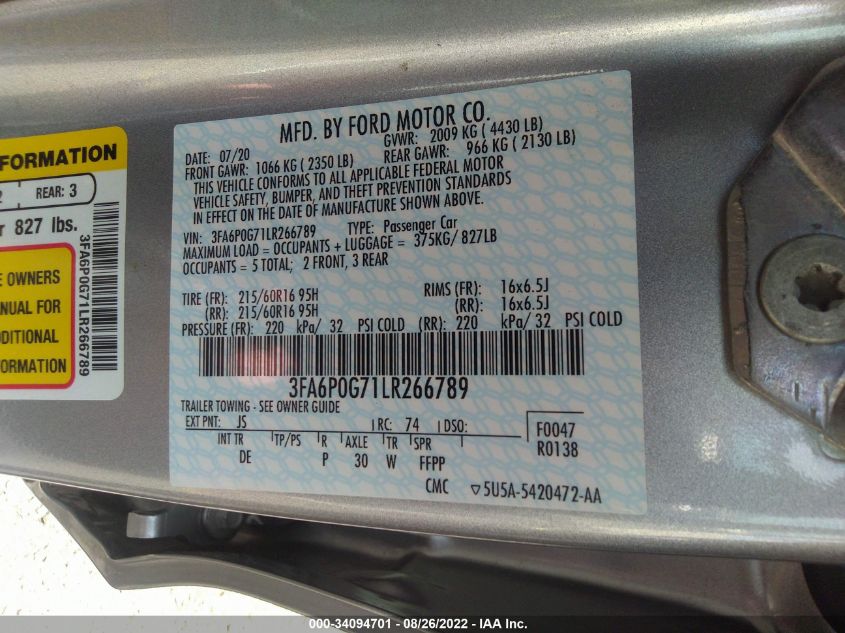 FORMATION
2 REAR: 3
r 827 lbs.
3FA6P0G71LR266789
E OWNERS
ANUAL FOR
DDITIONAL
FORMATION
MFD. BY FORD MOTOR CO.
DATE: 07/20 GVWR: 2009 KG ( 4430 LB)
FRONT GAWR: 1066 KG ( 2350 LB) REAR GAWR: 966 KG ( 2130 LB)
THIS VEHICLE CONFORMS TO ALL APPLICABLE FEDERAL MOTOR
VEHICLE SAFETY, BUMPER, AND THEFT PREVENTION STANDARDS
IN EFFECT ON THE DATE OF MANUFACTURE SHOWN ABOVE.
VIN: 3FA6P0G71LR266789 TYPE: Passenger Car
MAXIMUM LOAD = OCCUPANTS + LUGGAGE = 375KG/ 827LB
OCCUPANTS = 5 TOTAL; 2 FRONT, 3 REAR
TIRE (FR): 215/60R16 95H RIMS (FR): 16x6.5J
(RR): 215/60R16 95H (RR): 16x6.5J
PRESSURE (FR): 220 kPa/ 32 PSI COLD (RR): 220 kPa/ 32 PSI COLD
3FA6P0G71LR266789
TRAILER TOWING - SEE OWNER GUIDE
EXT PNT: JS RC: 74 DSO: F0047
INT TR TP/PS R AXLE TR SPR R0138
DE P 30 W FFPP
CMC ▽5U5A-5420472-AA
000-34094701 - 08/26/2022 - IAA Inc.